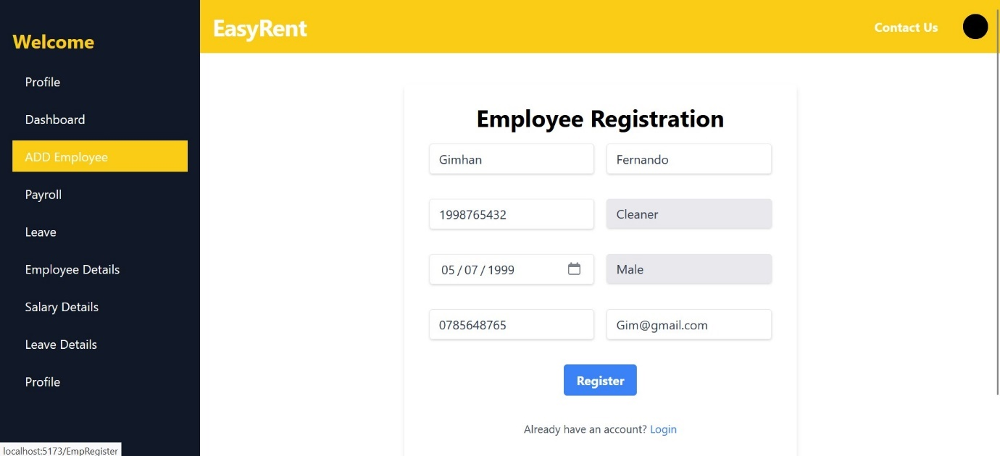 Welcome
Profile
Dashboard
ADD Employee
Payroll
Leave
Employee Details
Salary Details
Leave Details
Profile
EasyRent
Contact Us
Employee Registration
Gimhan
Fernando
1998765432
Cleaner
05 / 07 / 1999
Male
0785648765
Gim@gmail.com
Register
Already have an account? Login
localhost:5173/EmpRegister